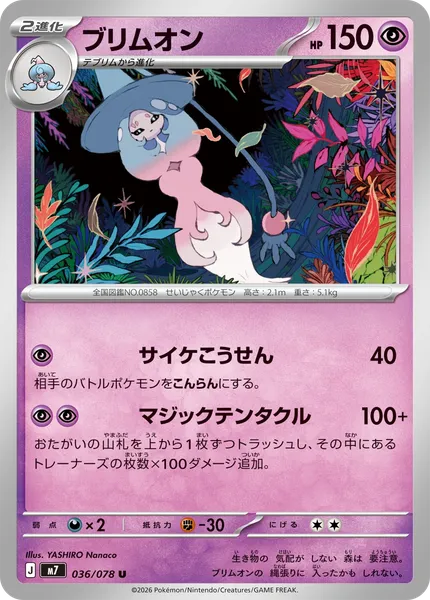 2進化
ブリムオン
HP 150
テブリムから進化
全国図鑑NO.0858 せいじゃくポケモン 高さ:2.1m 重さ:5.1kg
サイケこうせん 40
相手のバトルポケモンをこんらんにする。
マジックテンタクル 100+
おたがいの山札を上から1枚ずつトラッシュし、その中にある
トレーナーズの枚数×100ダメージ追加。
弱点 ×2 抵抗力 -30 にげる
Illus. YASHIRO Nanaco
J m7 036/078 U
生き物の 気配が しない 森は 要注意。
ブリムオンの 縄張りに 入ったかも しれない。
©2026 Pokémon/Nintendo/Creatures/GAME FREAK.